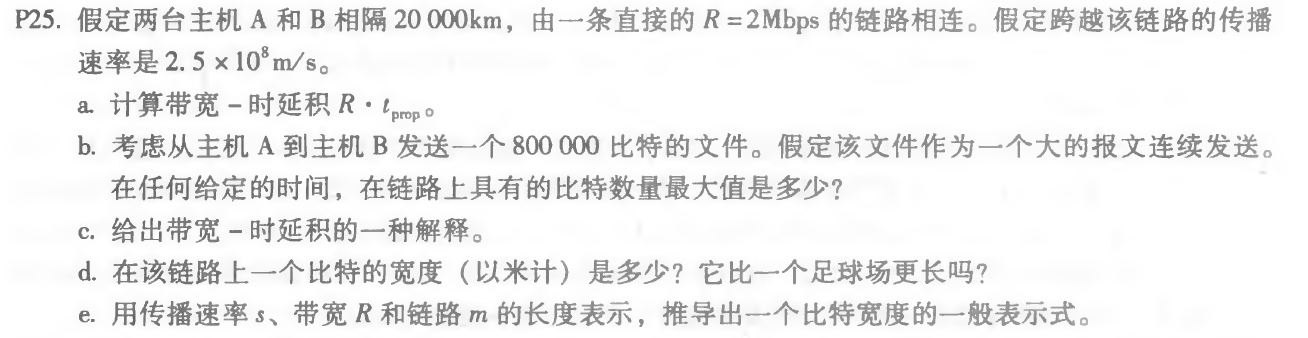 P25. 假定两台主机 A 和 B 相隔 20 000km，由一条直接的 R = 2Mbps 的链路相连。假定跨越该链路的传播
速率是 2.5 × 10⁸ m/s。
a. 计算带宽－时延积 R · tprop。
b. 考虑从主机 A 到主机 B 发送一个 800 000 比特的文件。假定该文件作为一个大的报文连续发送。
在任何给定的时间，在链路上具有的比特数量最大值是多少？
c. 给出带宽－时延积的一种解释。
d. 在该链路上一个比特的宽度（以米计）是多少？它比一个足球场更长吗？
e. 用传播速率 s、带宽 R 和链路 m 的长度表示，推导出一个比特宽度的一般表示式。